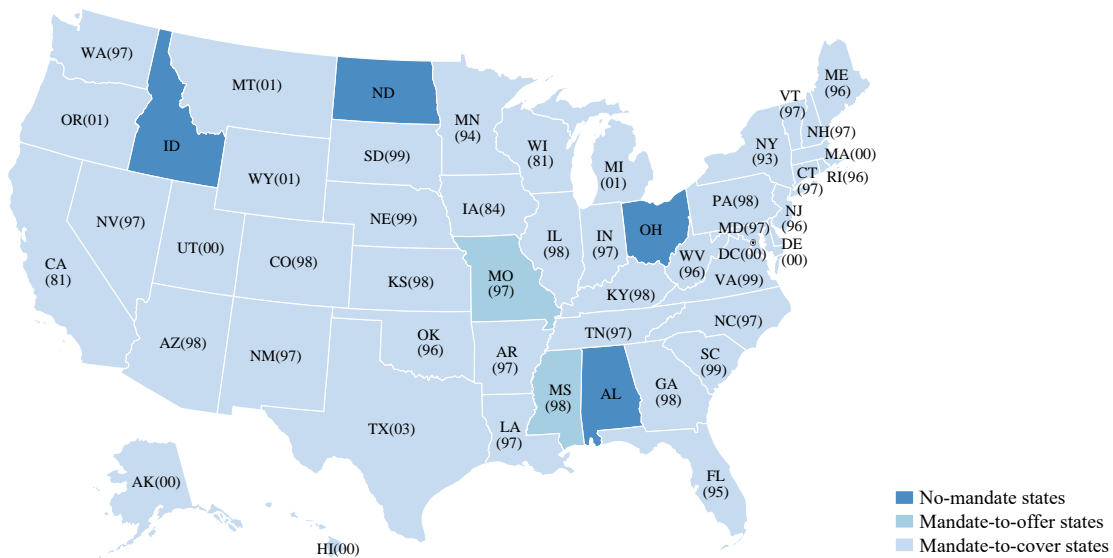 WA(97)
MT(01)
ND
OR(01)
ID
MN
(94)
SD(99)
WI
(81)
MI
(01)
WY(01)
IA(84)
NE(99)
NV(97)
UT(00)
CA
(81)
CO(98)
KS(98)
MO
(97)
IL
(98)
IN
(97)
OH
KY(98)
WV
(96)
VA(99)
PA(98)
NY
(93)
VT
(97)
ME
(96)
NH(97)
MA(00)
RI(96)
CT
(97)
NJ
(96)
MD(97)
DC(00)
DE
(00)
AZ(98)
NM(97)
OK
(96)
AR
(97)
TN(97)
NC(97)
SC
(99)
MS
(98)
AL
GA
(98)
TX(03)
LA
(97)
FL
(95)
AK(00)
HI(00)
No-mandate states
Mandate-to-offer states
Mandate-to-cover states